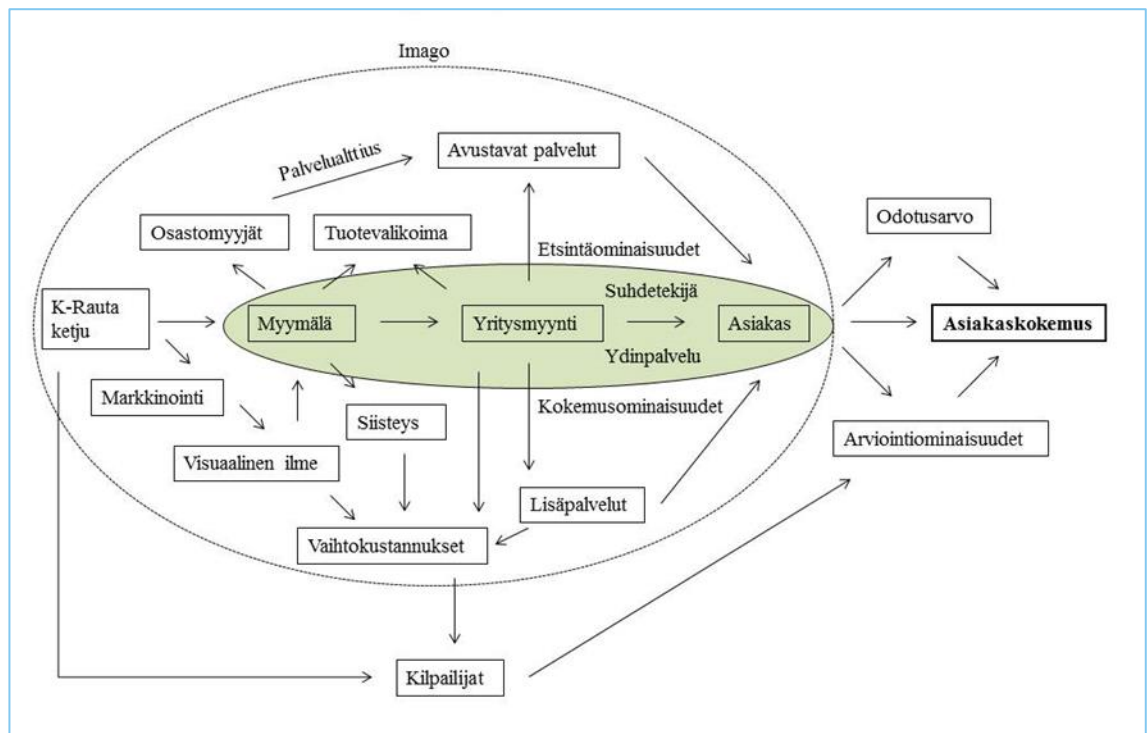 Imago
Palvelualttius
Avustavat palvelut
Osastomyyjät
Tuotevalikoima
Etsintäominaisuudet
Odotusarvo
K-Rauta
ketju
Myymälä
Yritysmyynti
Suhdetekijä
Ydinpalvelu
Asiakas
Asiakaskokemus
Markkinointi
Siisteys
Kokemusominaisuudet
Visuaalinen ilme
Arviointiominaisuudet
Lisäpalvelut
Vaihtokustannukset
Kilpailijat